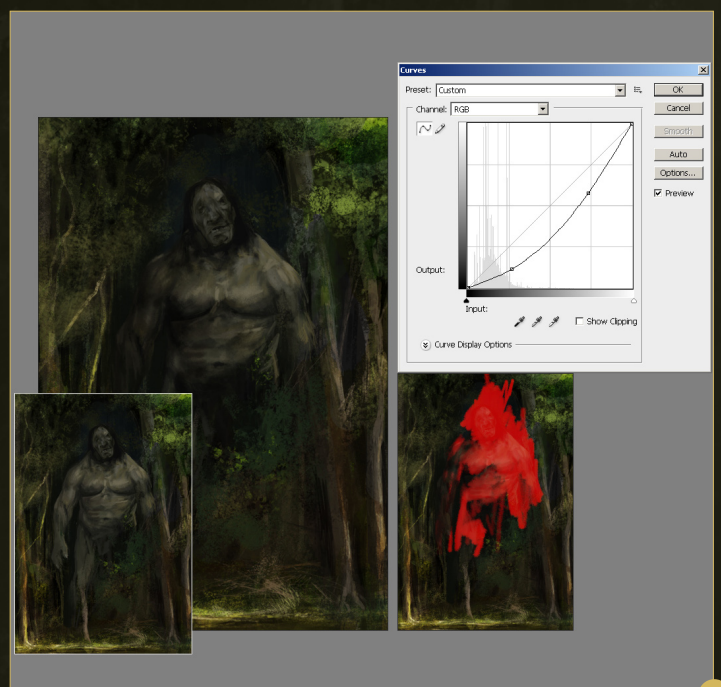 Curves
Preset: Custom
OK
Channel: RGB
Cancel
Smooth
Auto
Options...
Preview
Output:
Input:
Show Clipping
Curve Display Options